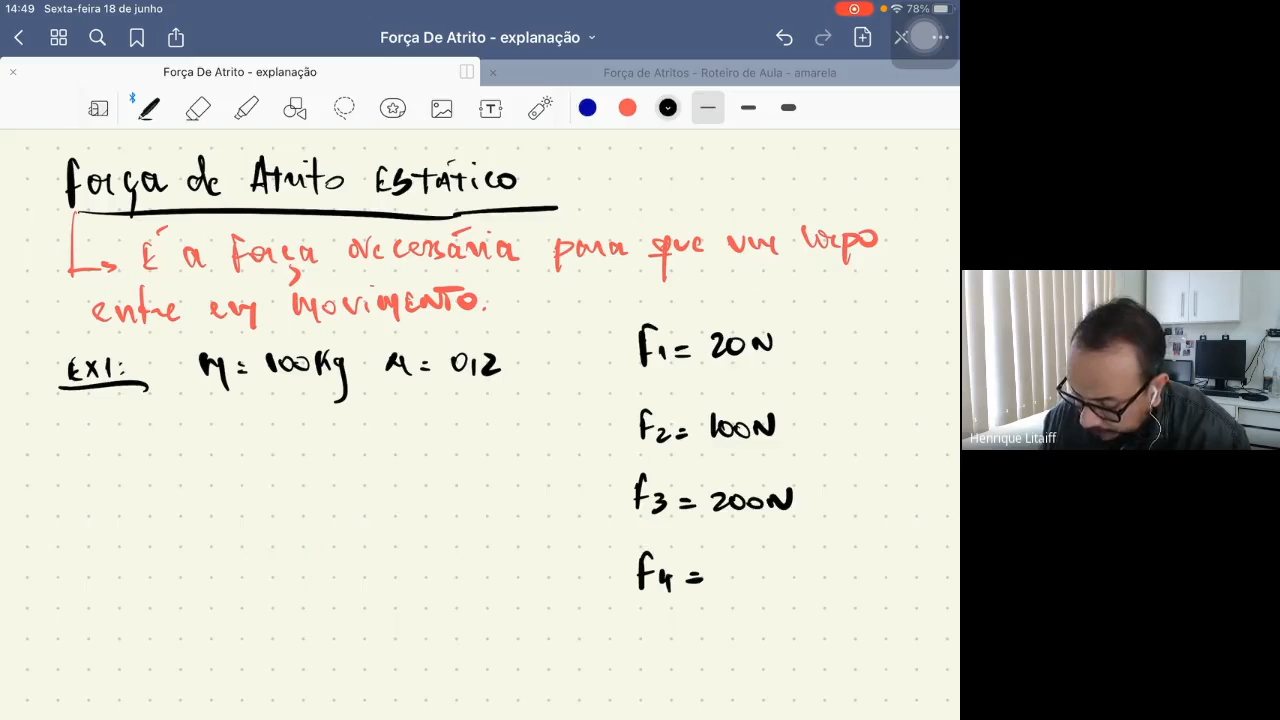 14:49 Sexta-feira 18 de junho
78%
Força De Atrito - explanação
Força De Atrito - explanação
Força de Atritos - Roteiro de Aula - amarela
Força de Atrito Estático
É a Força Necessária para que um corpo
entre em movimento.
EX1: m = 100Kg μ = 0,2
F1 = 20N
F2 = 100N
F3 = 200N
F4 =
Henrique Litaiff